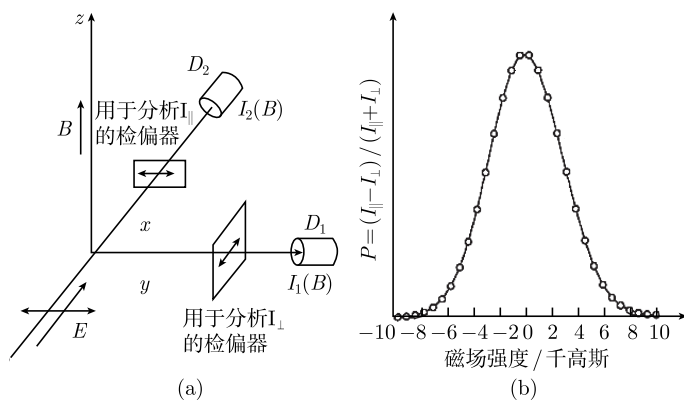 z
D₂
用于分析I∥
的检偏器
I₂(B)
B
x
D₁
y
I₁(B)
E
用于分析I⊥
的检偏器
(a)
P=(I∥−I⊥)/(I∥+I⊥)
−10 −8 −6 −4 −2 0 2 4 6 8 10
磁场强度/千高斯
(b)